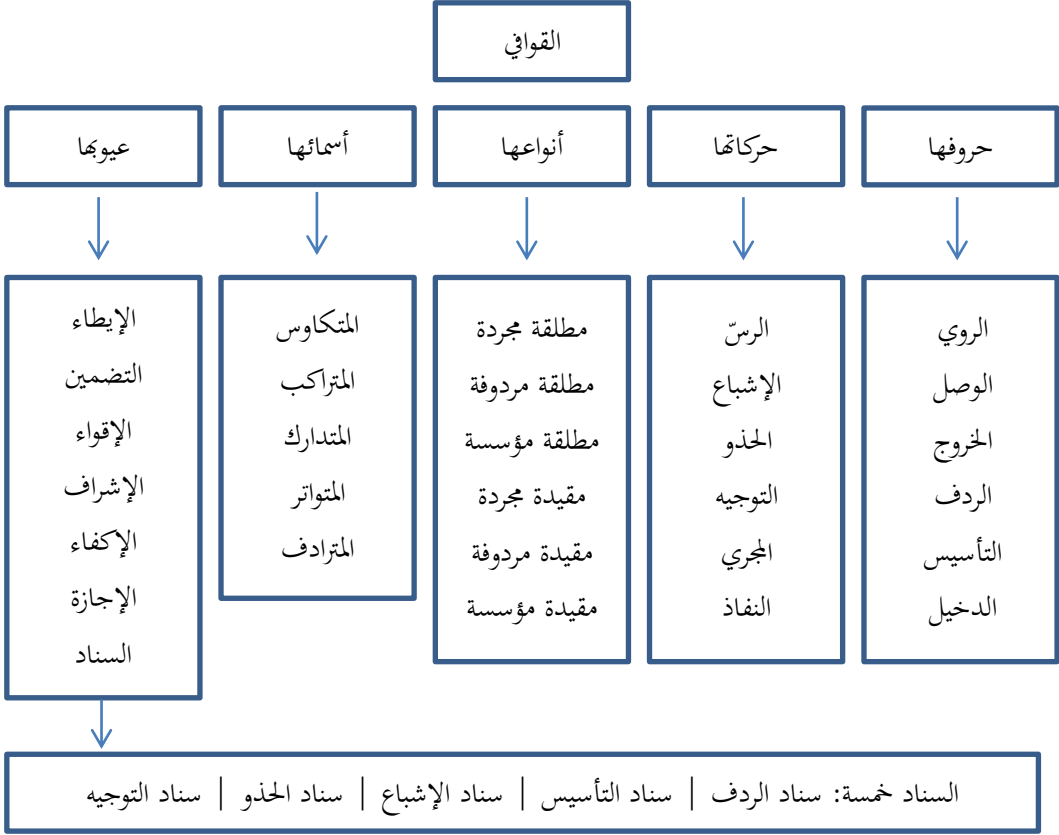 القوافي
حروفها
حركاتها
أنواعها
أسمائها
عيوبها
الروي
الوصل
الخروج
الردف
التأسيس
الدخيل
الرسّ
الإشباع
الحذو
التوجيه
المجري
النفاذ
مطلقة مجردة
مطلقة مردوفة
مطلقة مؤسسة
مقيدة مجردة
مقيدة مردوفة
مقيدة مؤسسة
المتكاوس
المتراكب
المتدارك
المتواتر
المترادف
الإيطاء
التضمين
الإقواء
الإشراف
الإكفاء
الإجازة
السناد
السناد خمسة: سناد الردف | سناد التأسيس | سناد الإشباع | سناد الحذو | سناد التوجيه